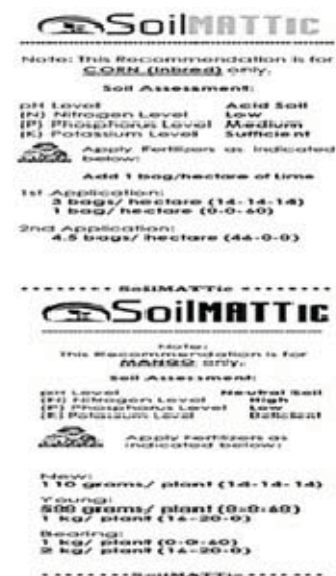 SoilMATTic
Note: This Recommendation is for
CORN (Inbred) only.
Soil Assessment:
pH Level Acid Soil
(N) Nitrogen Level Low
(P) Phosphorus Level Medium
(K) Potassium Level Sufficient
Apply Fertilizers as Indicated
below:
Add 1 bag/hectare of Lime
1st Application:
3 bags/ hectare (14-14-14)
1 bag/ hectare (0-0-60)
2nd Application:
4.5 bags/ hectare (46-0-0)
-------- SoilMATTic --------
SoilMATTic
Note:
This Recommendation is for
MANGO only.
Soil Assessment:
pH Level Neutral Soil
(N) Nitrogen Level High
(P) Phosphorus Level Low
(K) Potassium Level Deficient
Apply Fertilizers as
Indicated below:
New:
110 grams/ plant (14-14-14)
Young:
500 grams/ plant (0-0-60)
1 kg/ plant (16-20-0)
Bearing:
1 kg/ plant (0-0-60)
2 kg/ plant (16-20-0)
-------- SoilMATTic --------